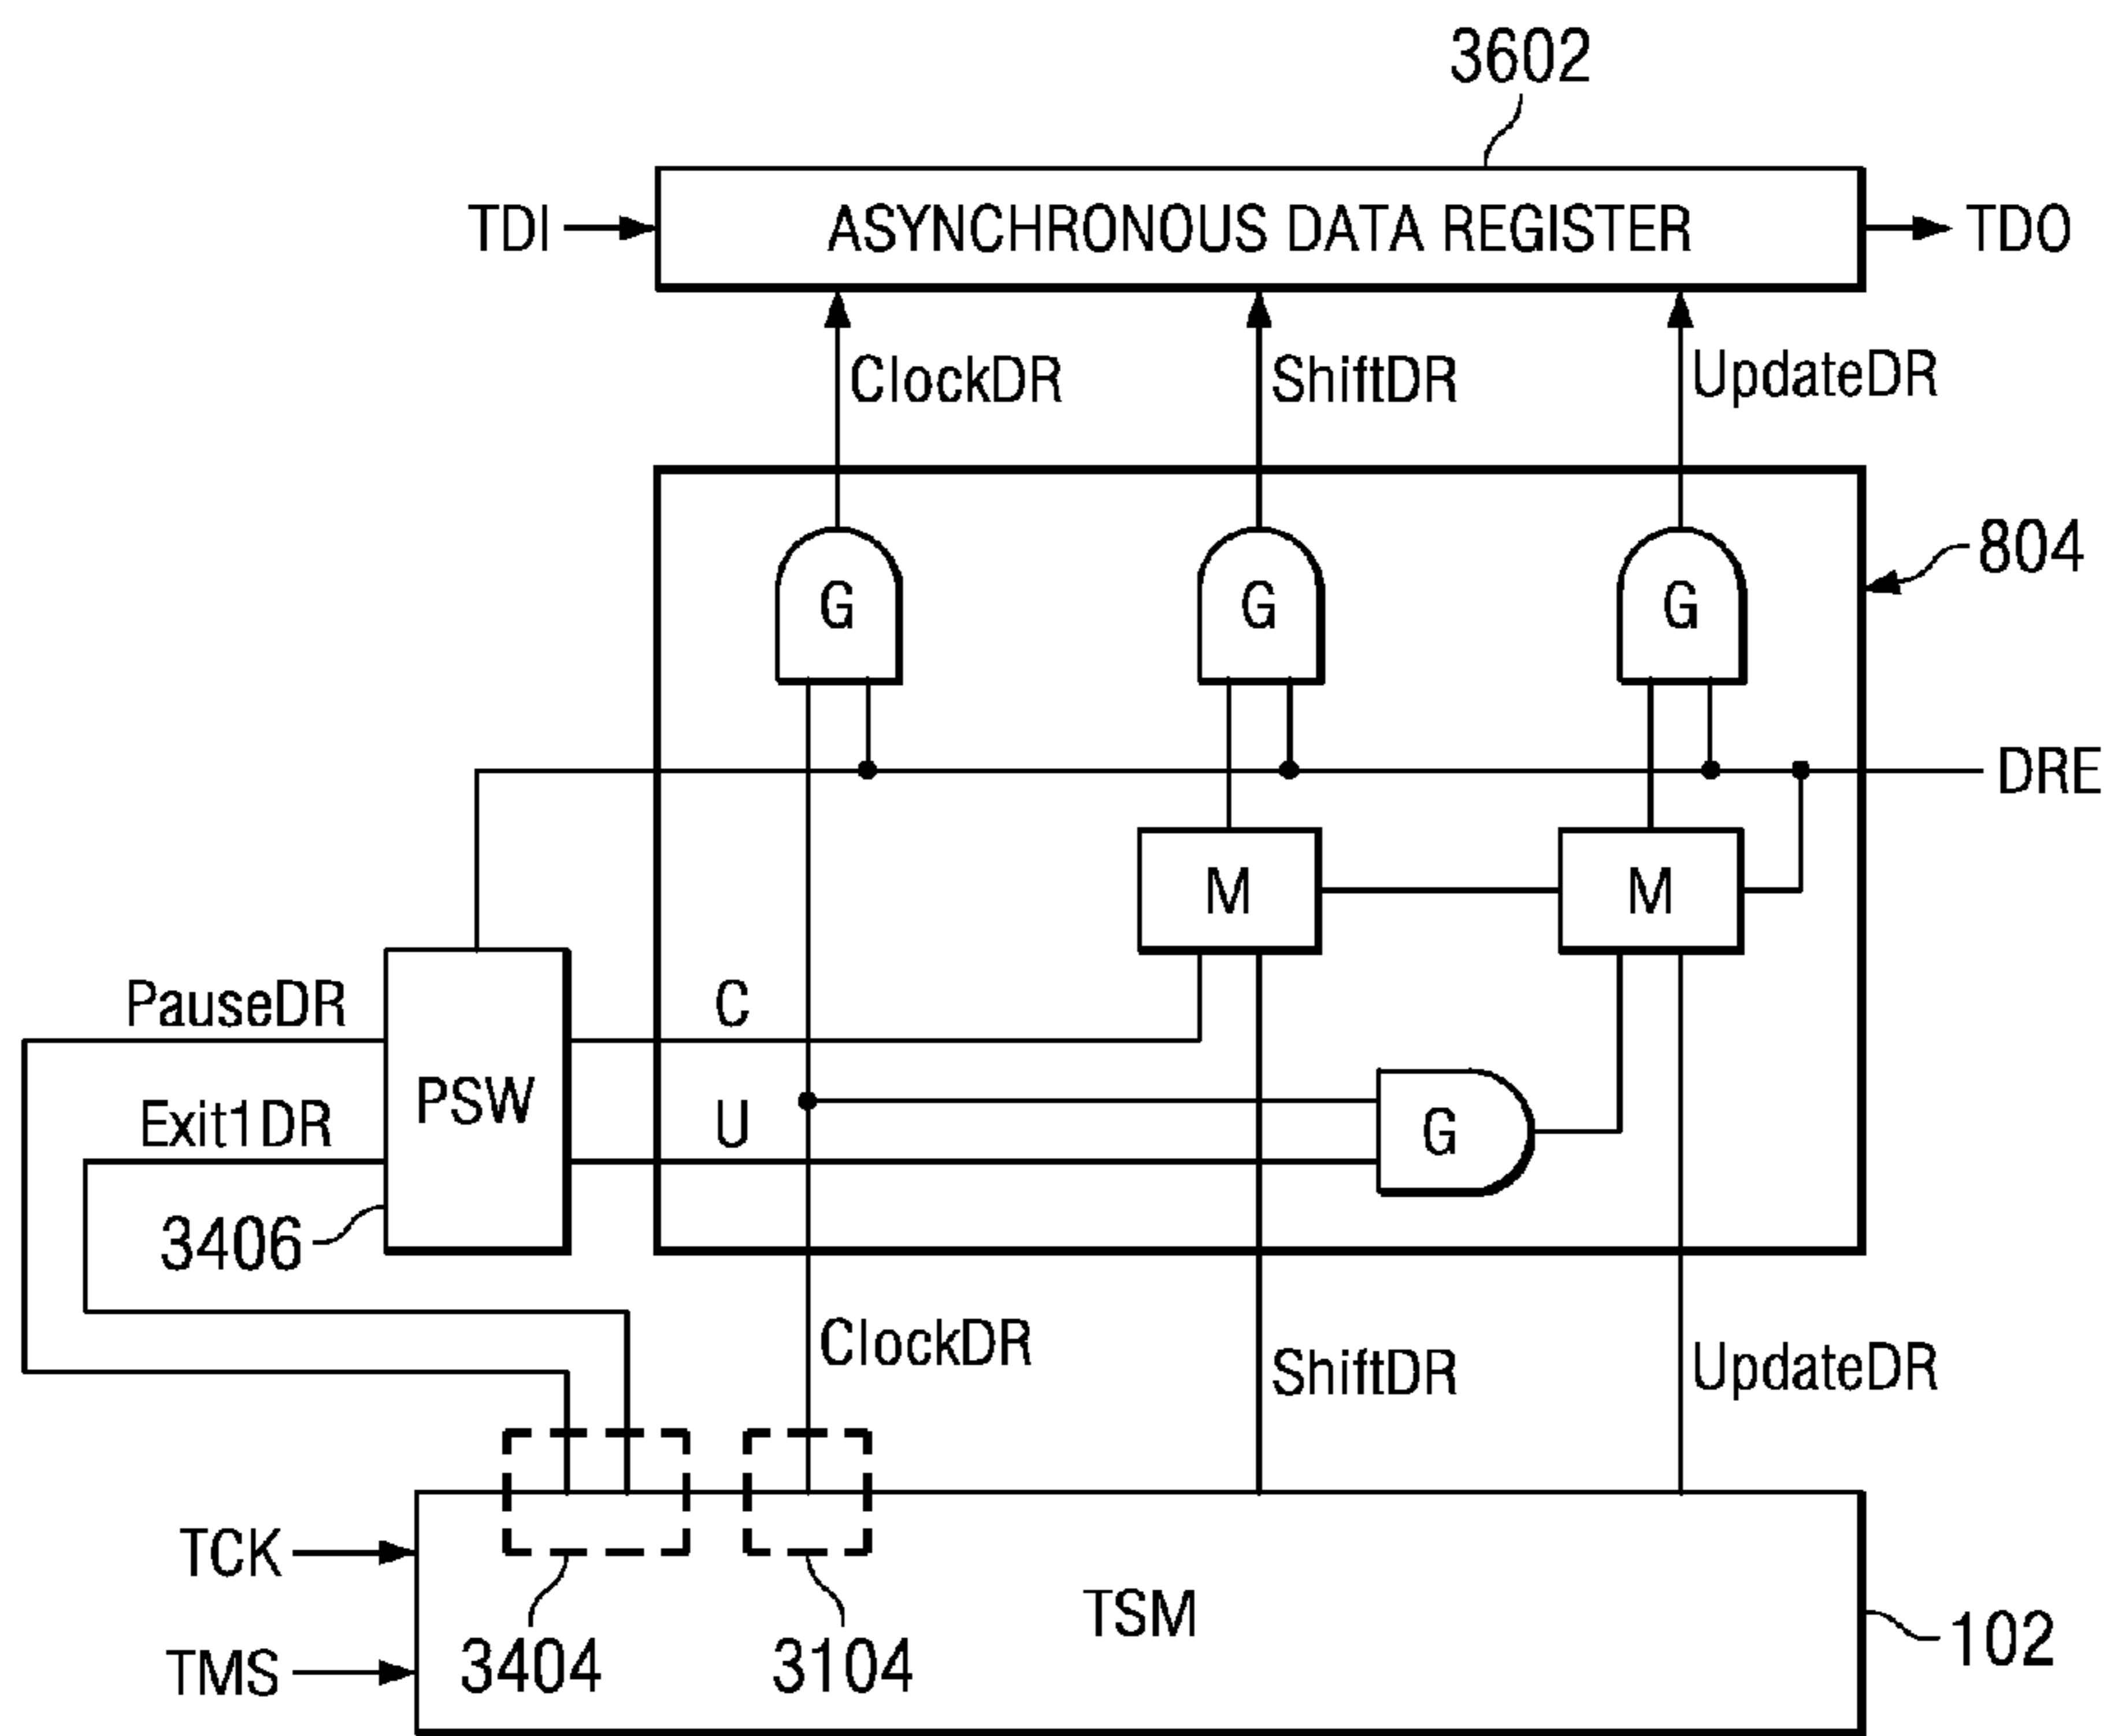 3602
TDI
ASYNCHRONOUS DATA REGISTER
TDO
ClockDR
ShiftDR
UpdateDR
804
G
G
G
DRE
M
M
PauseDR
C
PSW
Exit1DR
U
G
3406
ClockDR
ShiftDR
UpdateDR
TCK
TSM
102
TMS
3404
3104